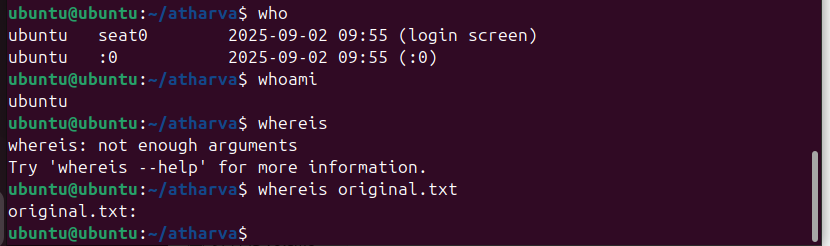 ubuntu@ubuntu:~/atharva$ who
ubuntu   seat0        2025-09-02 09:55 (login screen)
ubuntu   :0           2025-09-02 09:55 (:0)
ubuntu@ubuntu:~/atharva$ whoami
ubuntu
ubuntu@ubuntu:~/atharva$ whereis
whereis: not enough arguments
Try 'whereis --help' for more information.
ubuntu@ubuntu:~/atharva$ whereis original.txt
original.txt:
ubuntu@ubuntu:~/atharva$